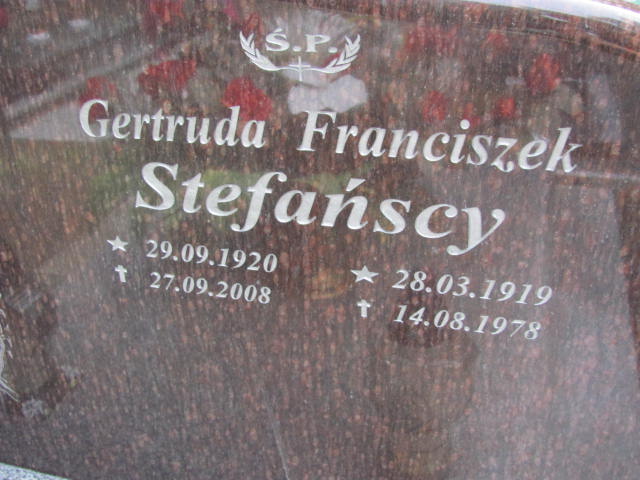 Ś.P.
Gertruda Franciszek
Stefańscy
★ 29.09.1920 ★ 28.03.1919
✝ 27.09.2008 ✝ 14.08.1978